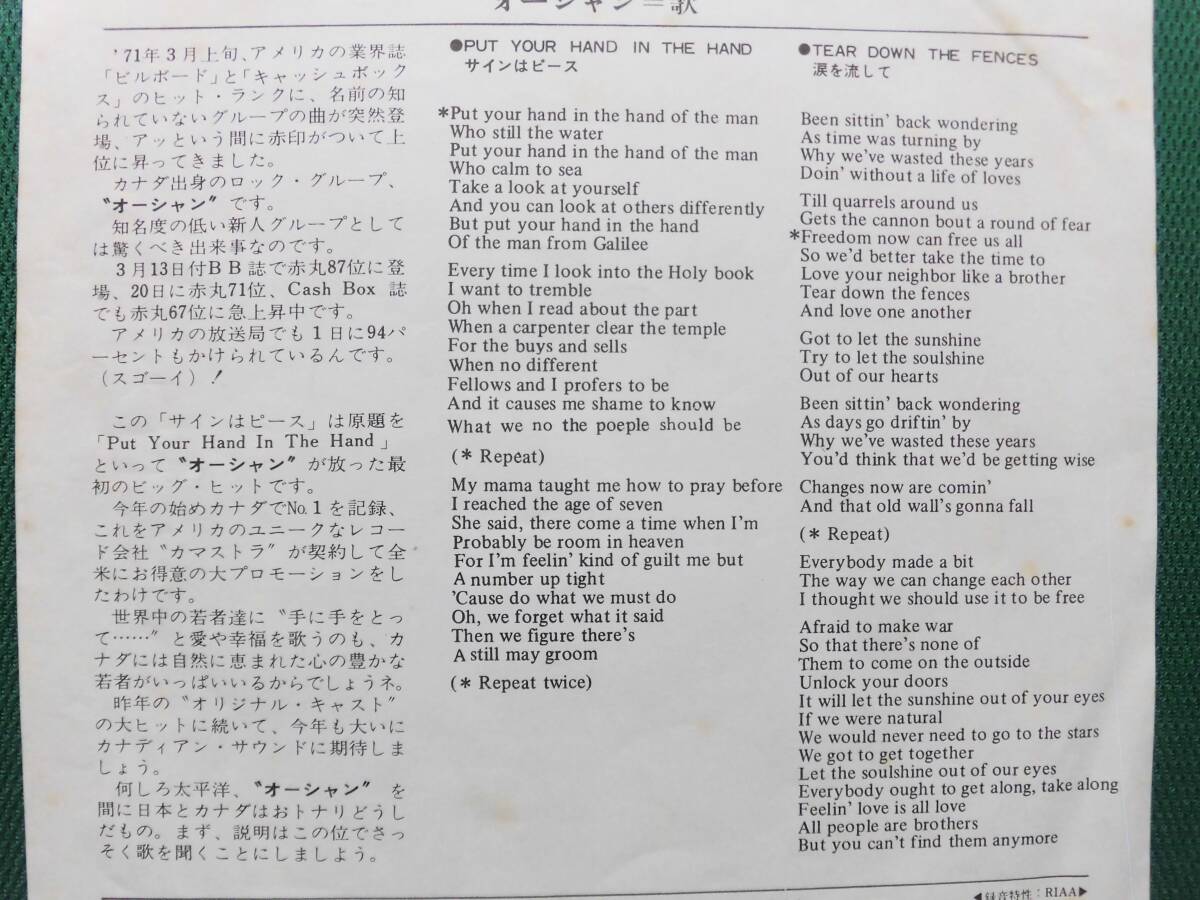 オーシャン＝歌
'71年3月上旬、アメリカの業界誌
「ビルボード」と「キャッシュボック
ス」のヒット・ランクに、名前の知
られていないグループの曲が突然登
場、アッという間に赤印がついて上
位に昇ってきました。
カナダ出身のロック・グループ、
〝オーシャン〟です。
知名度の低い新人グループとして
は驚くべき出来事なのです。
3月13日付BB誌で赤丸87位に登
場、20日に赤丸71位、Cash Box 誌
でも赤丸67位に急上昇中です。
アメリカの放送局でも1日に94パ
ーセントもかけられているんです。
（スゴーイ）！
この「サインはピース」は原題を
「Put Your Hand In The Hand」
といって〝オーシャン〟が放った最
初のビッグ・ヒットです。
今年の始めカナダでNo.1を記録、
これをアメリカのユニークなレコー
ド会社〝カマストラ〟が契約して全
米にお得意の大プロモーションをし
たわけです。
世界中の若者達に〝手に手をとっ
て……〟と愛や幸福を歌うのも、カ
ナダには自然に恵まれた心の豊かな
若者がいっぱいいるからでしょうネ。
昨年の〝オリジナル・キャスト〟
の大ヒットに続いて、今年も大いに
カナディアン・サウンドに期待しま
しょう。
何しろ太平洋、〝オーシャン〟を
間に日本とカナダはおトナリどうし
だもの。まず、説明はこの位でさっ
そく歌を聞くことにしましよう。
●PUT YOUR HAND IN THE HAND
サインはピース
*Put your hand in the hand of the man
Who still the water
Put your hand in the hand of the man
Who calm to sea
Take a look at yourself
And you can look at others differently
But put your hand in the hand
Of the man from Galilee
Every time I look into the Holy book
I want to tremble
Oh when I read about the part
When a carpenter clear the temple
For the buys and sells
When no different
Fellows and I profers to be
And it causes me shame to know
What we no the poeple should be
(* Repeat)
My mama taught me how to pray before
I reached the age of seven
She said, there come a time when I'm
Probably be room in heaven
For I'm feelin' kind of guilt me but
A number up tight
'Cause do what we must do
Oh, we forget what it said
Then we figure there's
A still may groom
(* Repeat twice)
●TEAR DOWN THE FENCES
涙を流して
Been sittin' back wondering
As time was turning by
Why we've wasted these years
Doin' without a life of loves
Till quarrels around us
Gets the cannon bout a round of fear
*Freedom now can free us all
So we'd better take the time to
Love your neighbor like a brother
Tear down the fences
And love one another
Got to let the sunshine
Try to let the soulshine
Out of our hearts
Been sittin' back wondering
As days go driftin' by
Why we've wasted these years
You'd think that we'd be getting wise
Changes now are comin'
And that old wall's gonna fall
(* Repeat)
Everybody made a bit
The way we can change each other
I thought we should use it to be free
Afraid to make war
So that there's none of
Them to come on the outside
Unlock your doors
It will let the sunshine out of your eyes
If we were natural
We would never need to go to the stars
We got to get together
Let the soulshine out of our eyes
Everybody ought to get along, take along
Feelin' love is all love
All people are brothers
But you can't find them anymore
◀録音特性：RIAA▶